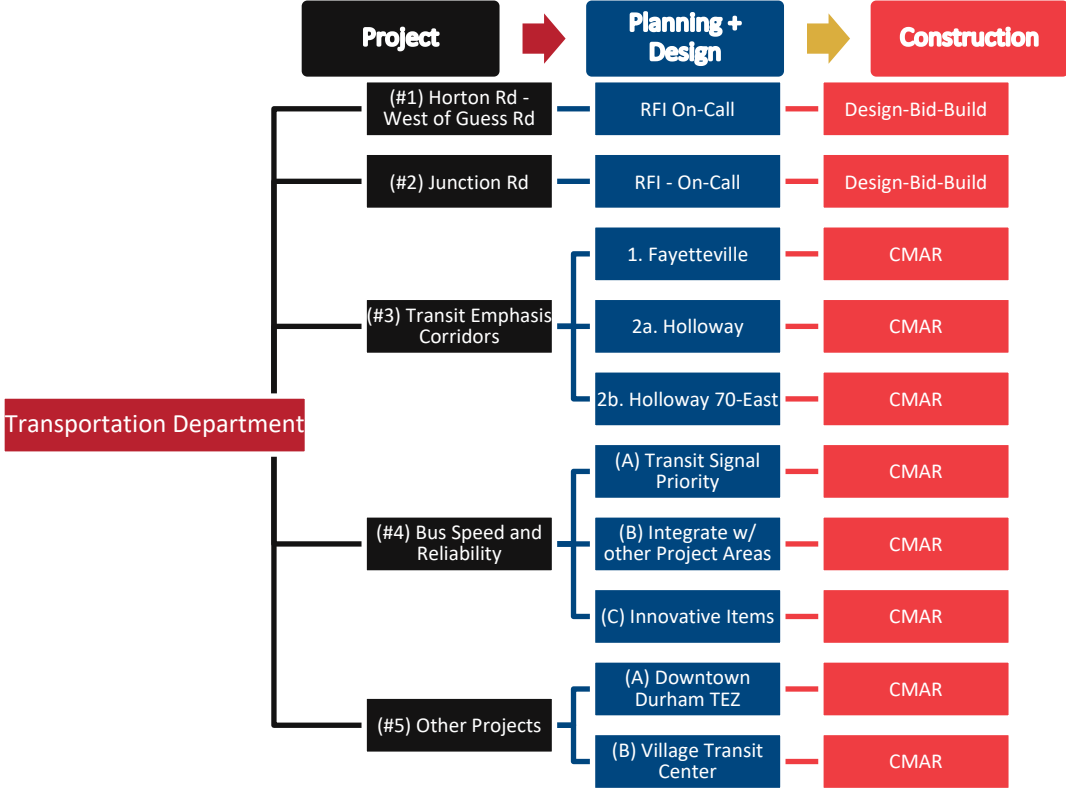 Project
Planning +
Design
Construction
(#1) Horton Rd -
West of Guess Rd
RFI On-Call
Design-Bid-Build
(#2) Junction Rd
RFI - On-Call
Design-Bid-Build
1. Fayetteville
CMAR
(#3) Transit Emphasis
Corridors
2a. Holloway
CMAR
2b. Holloway 70-East
CMAR
Transportation Department
(A) Transit Signal
Priority
CMAR
(#4) Bus Speed and
Reliability
(B) Integrate w/
other Project Areas
CMAR
(C) Innovative Items
CMAR
(A) Downtown
Durham TEZ
CMAR
(#5) Other Projects
(B) Village Transit
Center
CMAR